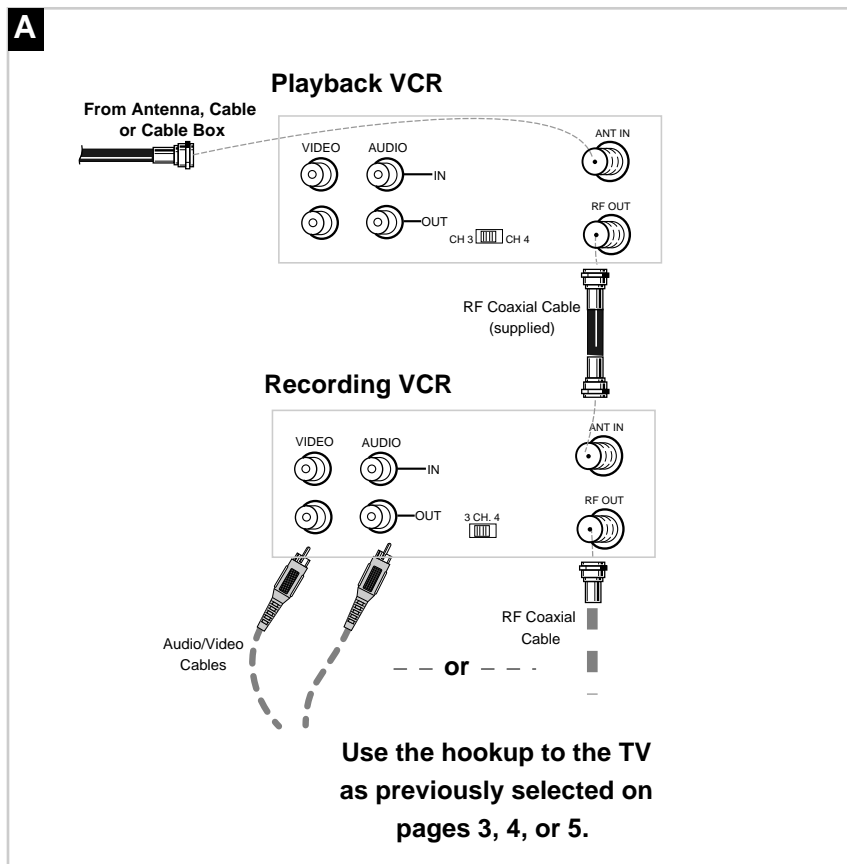 A
Playback VCR
From Antenna, Cable
or Cable Box
VIDEO AUDIO
ANT IN
IN
RF OUT
OUT
CH 3 CH 4
RF Coaxial Cable
(supplied)
Recording VCR
VIDEO AUDIO
ANT IN
IN
RF OUT
OUT
3 CH. 4
Audio/Video
Cables
RF Coaxial
Cable
or
Use the hookup to the TV
as previously selected on
pages 3, 4, or 5.